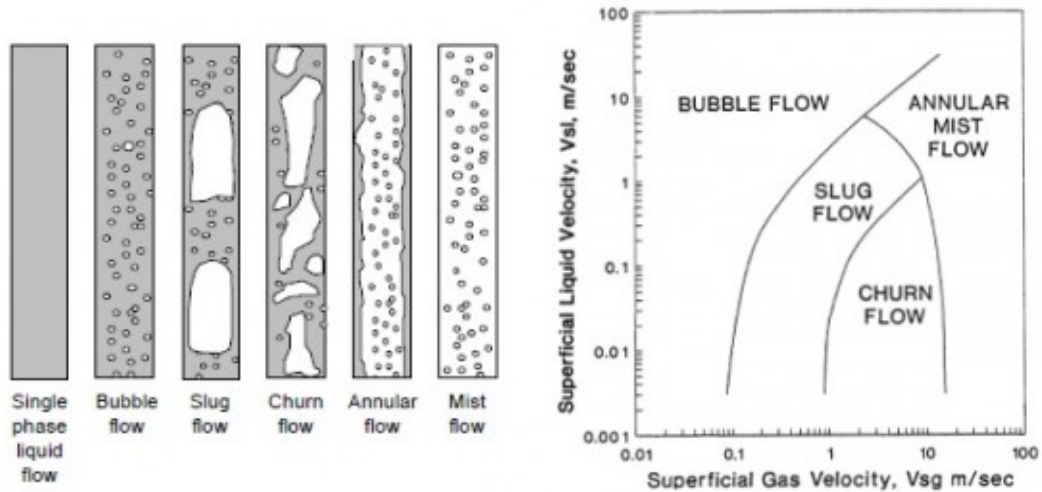 Single
phase
liquid
flow
Bubble
flow
Slug
flow
Churn
flow
Annular
flow
Mist
flow
Superficial Liquid Velocity, Vsl, m/sec
100
10
1
0.1
0.01
0.001
BUBBLE FLOW
ANNULAR
MIST
FLOW
SLUG
FLOW
CHURN
FLOW
0.01
0.1
1
10
100
Superficial Gas Velocity, Vsg m/sec